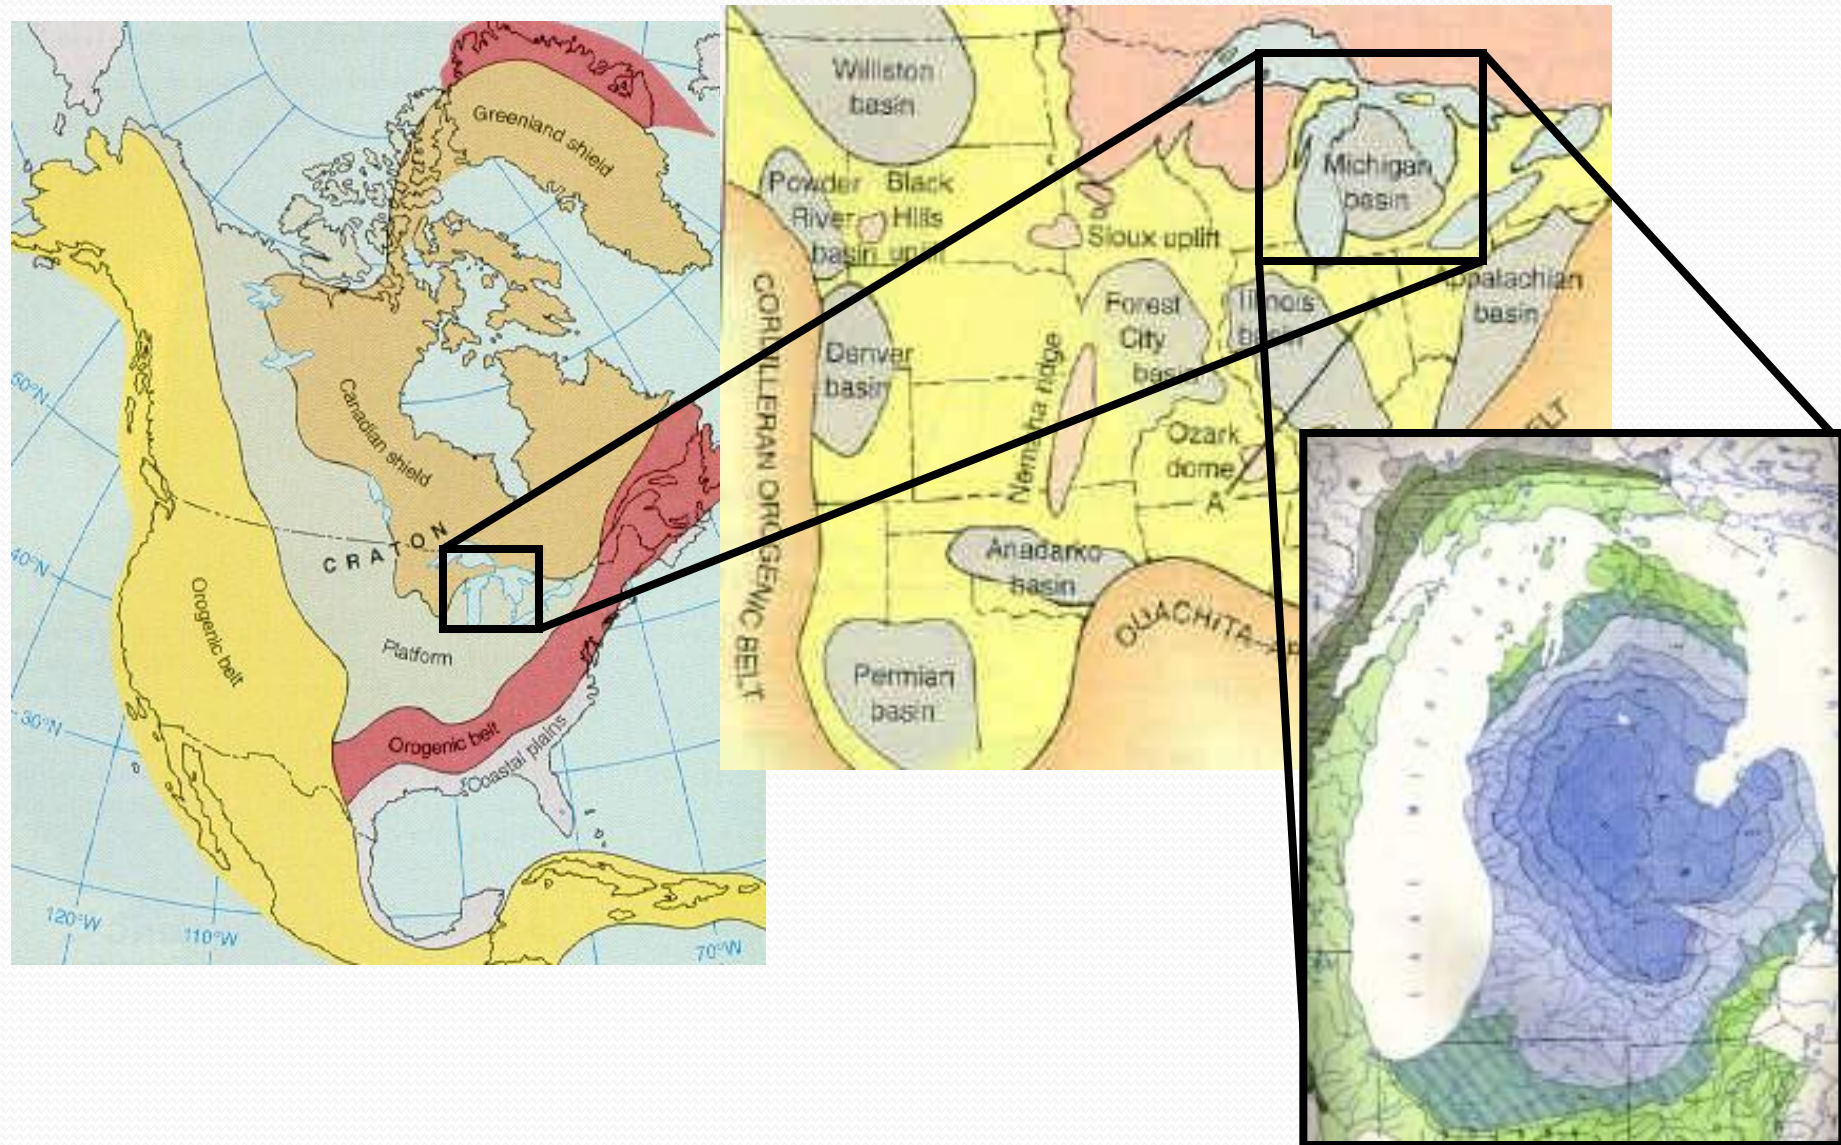 Greenland shield
Canadian shield
CRATON
Platform
Orogenic belt
Orogenic belt
Coastal plains
50°N
40°N
30°N
120°W
110°W
70°W
Williston
basin
Powder
River
basin
Black
Hills
uplift
Sioux uplift
Michigan
basin
CORDILLERAN OROGENIC BELT
Denver
basin
Nemaha ridge
Forest
City
basin
Illinois
basin
Appalachian
basin
Ozark
dome
A
Anadarko
basin
OUACHITA
Permian
basin